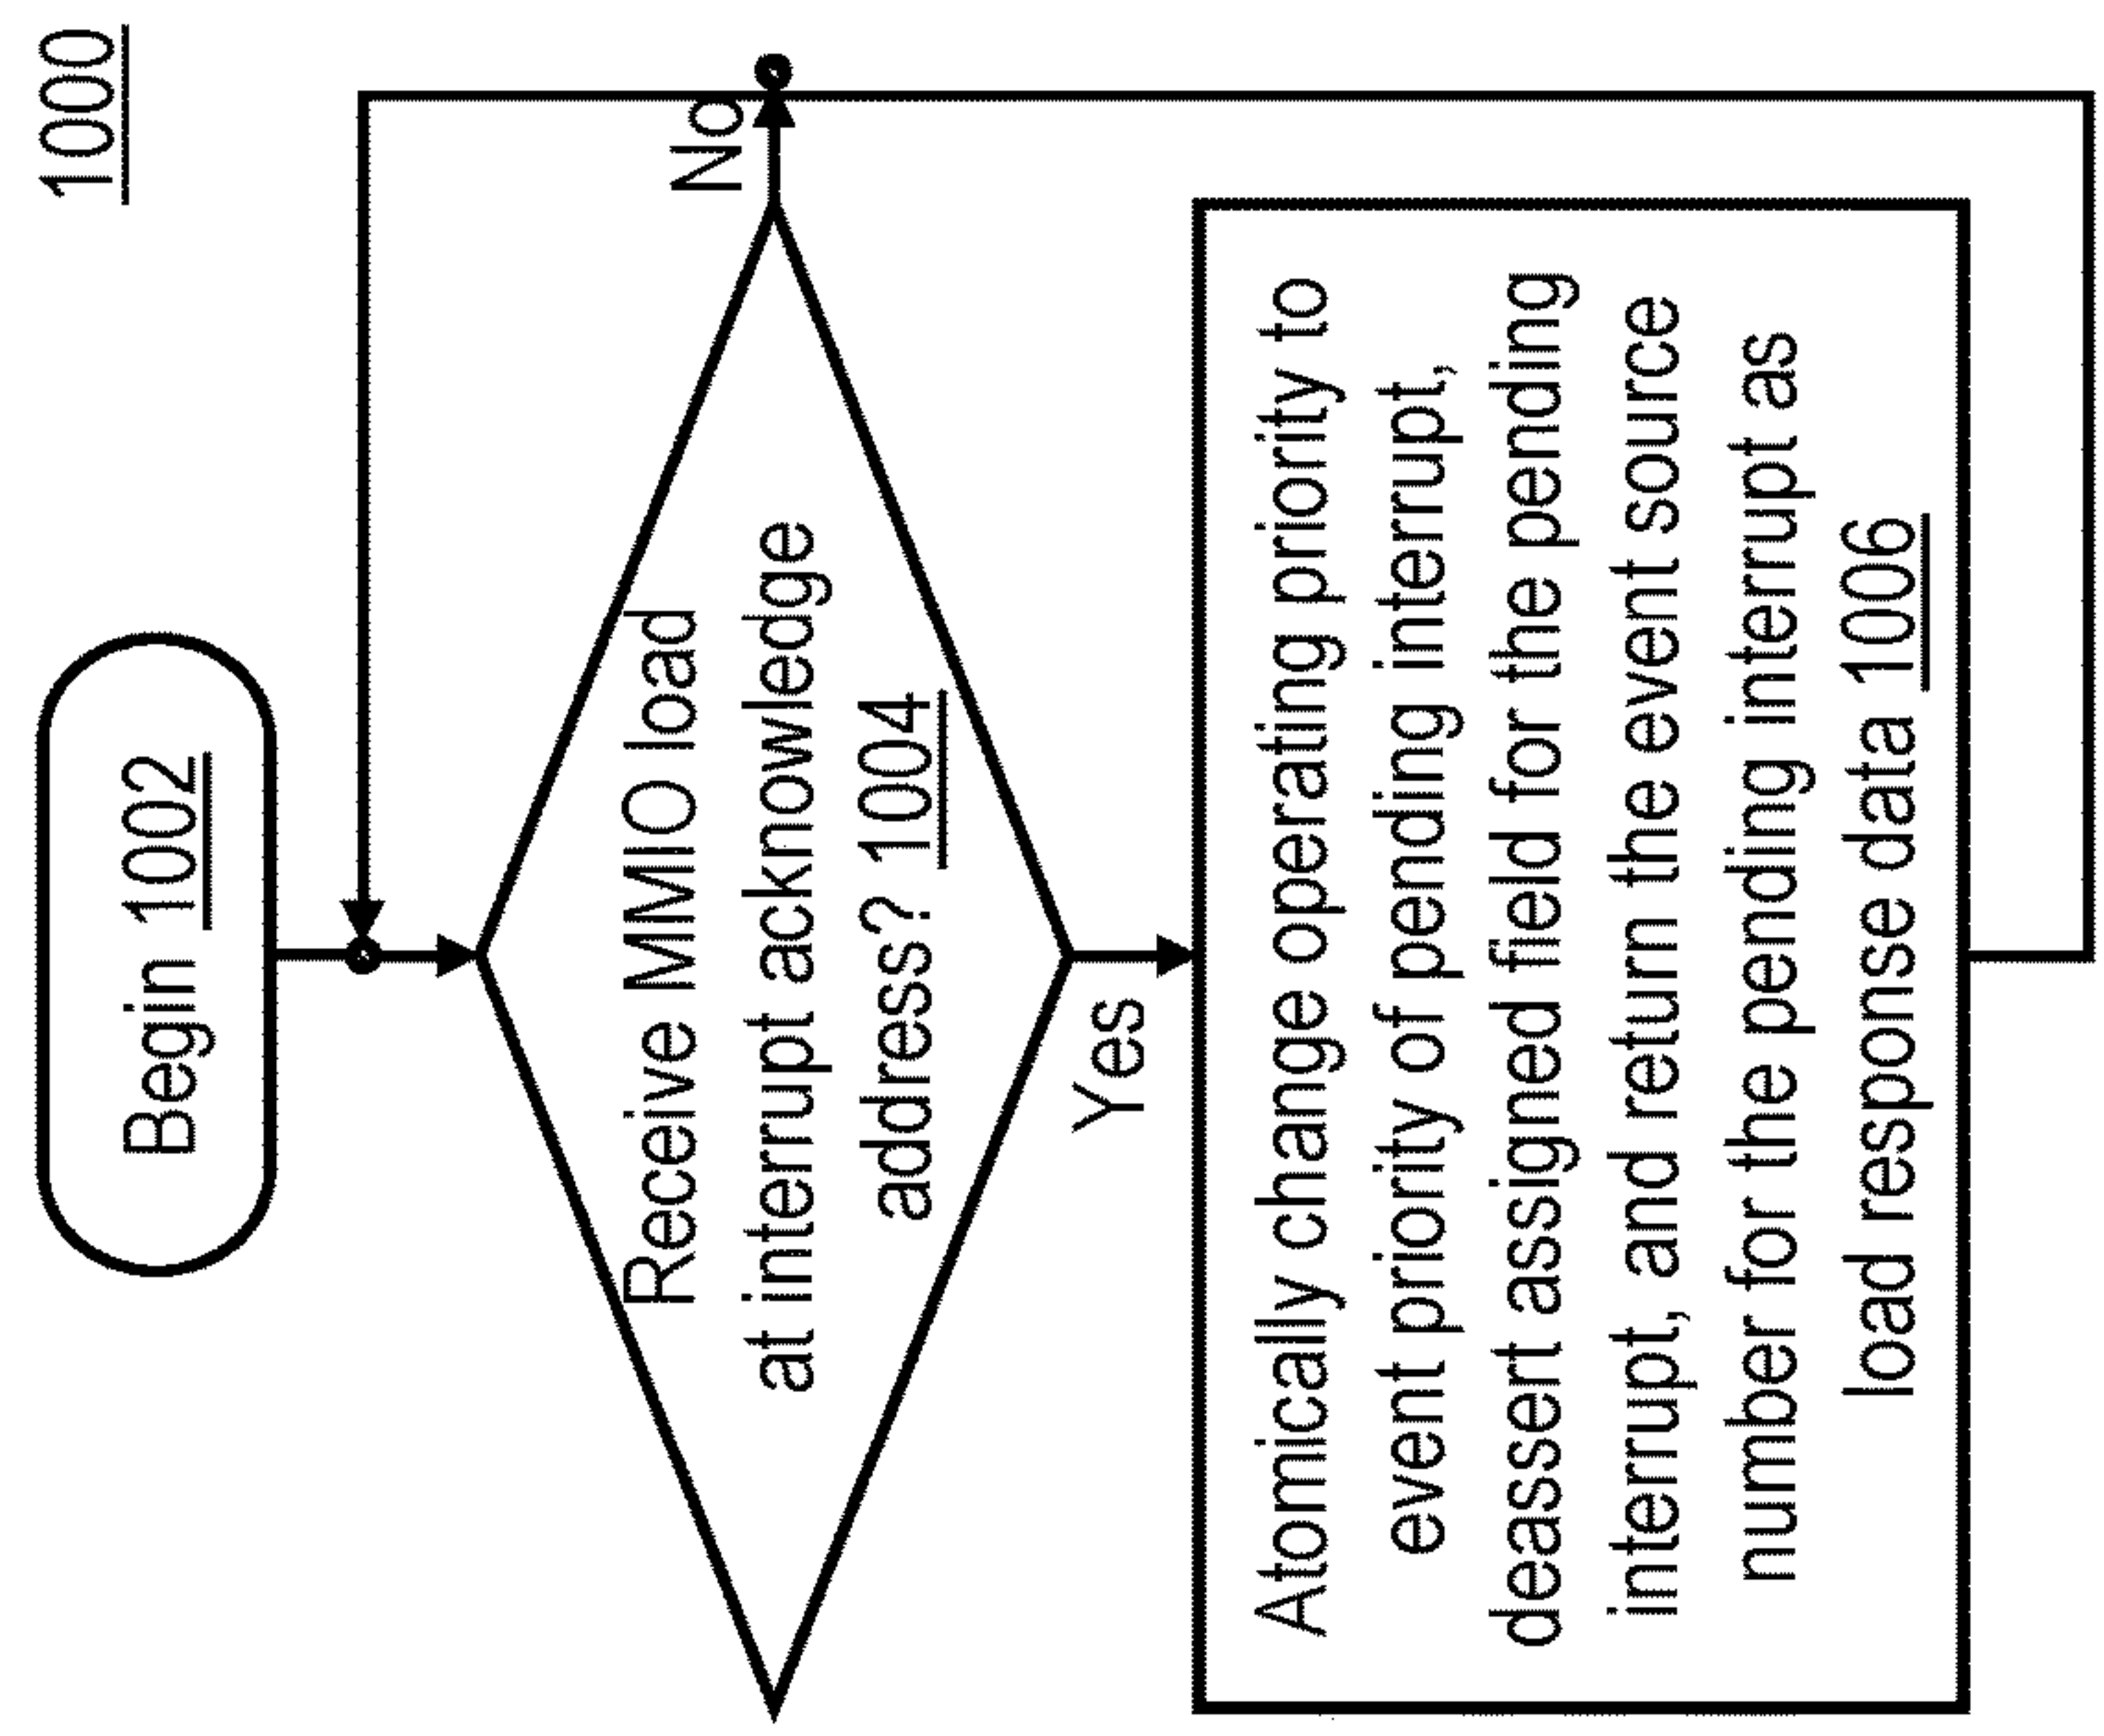 1000
Begin 1002
Receive MMIO load
at interrupt acknowledge
address? 1004
No
Yes
Atomically change operating priority to
event priority of pending interrupt,
deassert assigned field for the pending
interrupt, and return the event source
number for the pending interrupt as
load response data 1006